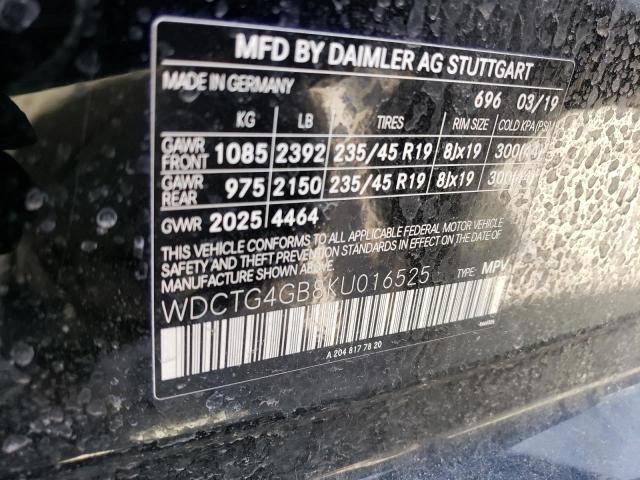 MFD BY DAIMLER AG STUTTGART
MADE IN GERMANY
696 03/19
KG LB TIRES RIM SIZE COLD KPA (PSI)
GAWR FRONT 1085 2392 235/45 R19 8Jx19 300(44)
GAWR REAR 975 2150 235/45 R19 8Jx19 300(44)
GVWR 2025 4464
THIS VEHICLE CONFORMS TO ALL APPLICABLE FEDERAL MOTOR VEHICLE
SAFETY AND THEFT PREVENTION STANDARDS IN EFFECT ON THE DATE OF
MANUFACTURE SHOWN ABOVE.
WDCTG4GB8KU016525 TYPE: MPV
A 204 817 78 20